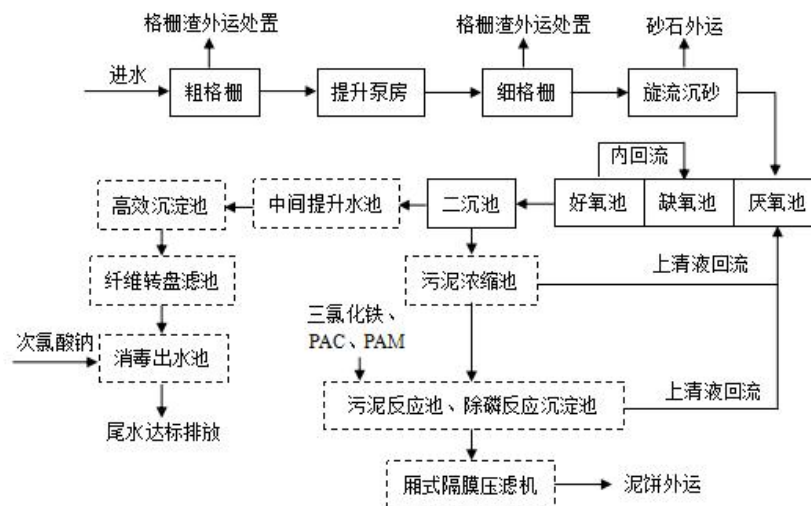 格栅渣外运处置
格栅渣外运处置
砂石外运
进水
粗格栅
提升泵房
细格栅
旋流沉砂
内回流
高效沉淀池
中间提升水池
二沉池
好氧池
缺氧池
厌氧池
纤维转盘滤池
污泥浓缩池
上清液回流
三氯化铁、
PAC、PAM
次氯酸钠
消毒出水池
污泥反应池、除磷反应沉淀池
上清液回流
尾水达标排放
厢式隔膜压滤机
泥饼外运